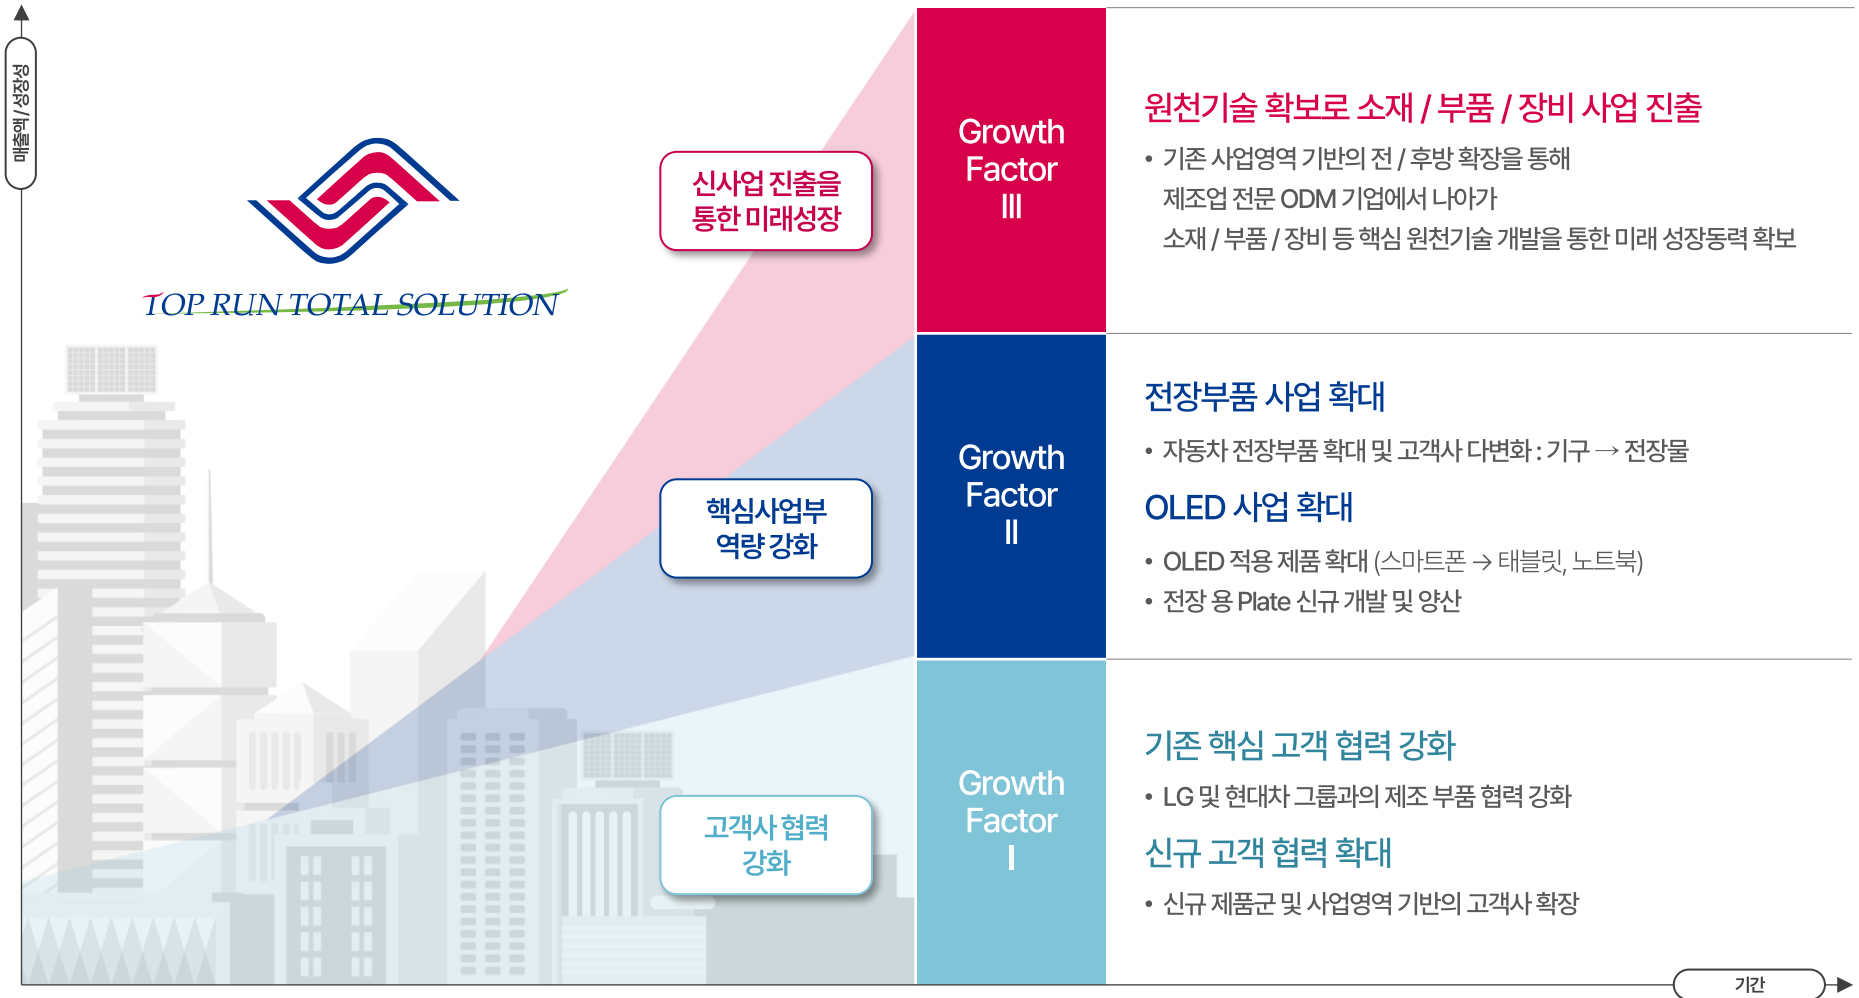 매출액 / 성장성
TOP RUN TOTAL SOLUTION
신사업 진출을
통한 미래성장
핵심사업부
역량 강화
고객사 협력
강화
Growth
Factor
III
원천기술 확보로 소재 / 부품 / 장비 사업 진출
• 기존 사업영역 기반의 전 / 후방 확장을 통해
제조업 전문 ODM 기업에서 나아가
소재 / 부품 / 장비 등 핵심 원천기술 개발을 통한 미래 성장동력 확보
Growth
Factor
II
전장부품 사업 확대
• 자동차 전장부품 확대 및 고객사 다변화 : 기구 → 전장물
OLED 사업 확대
• OLED 적용 제품 확대 (스마트폰 → 태블릿, 노트북)
• 전장 용 Plate 신규 개발 및 양산
Growth
Factor
I
기존 핵심 고객 협력 강화
• LG 및 현대차 그룹과의 제조 부품 협력 강화
신규 고객 협력 확대
• 신규 제품군 및 사업영역 기반의 고객사 확장
기간